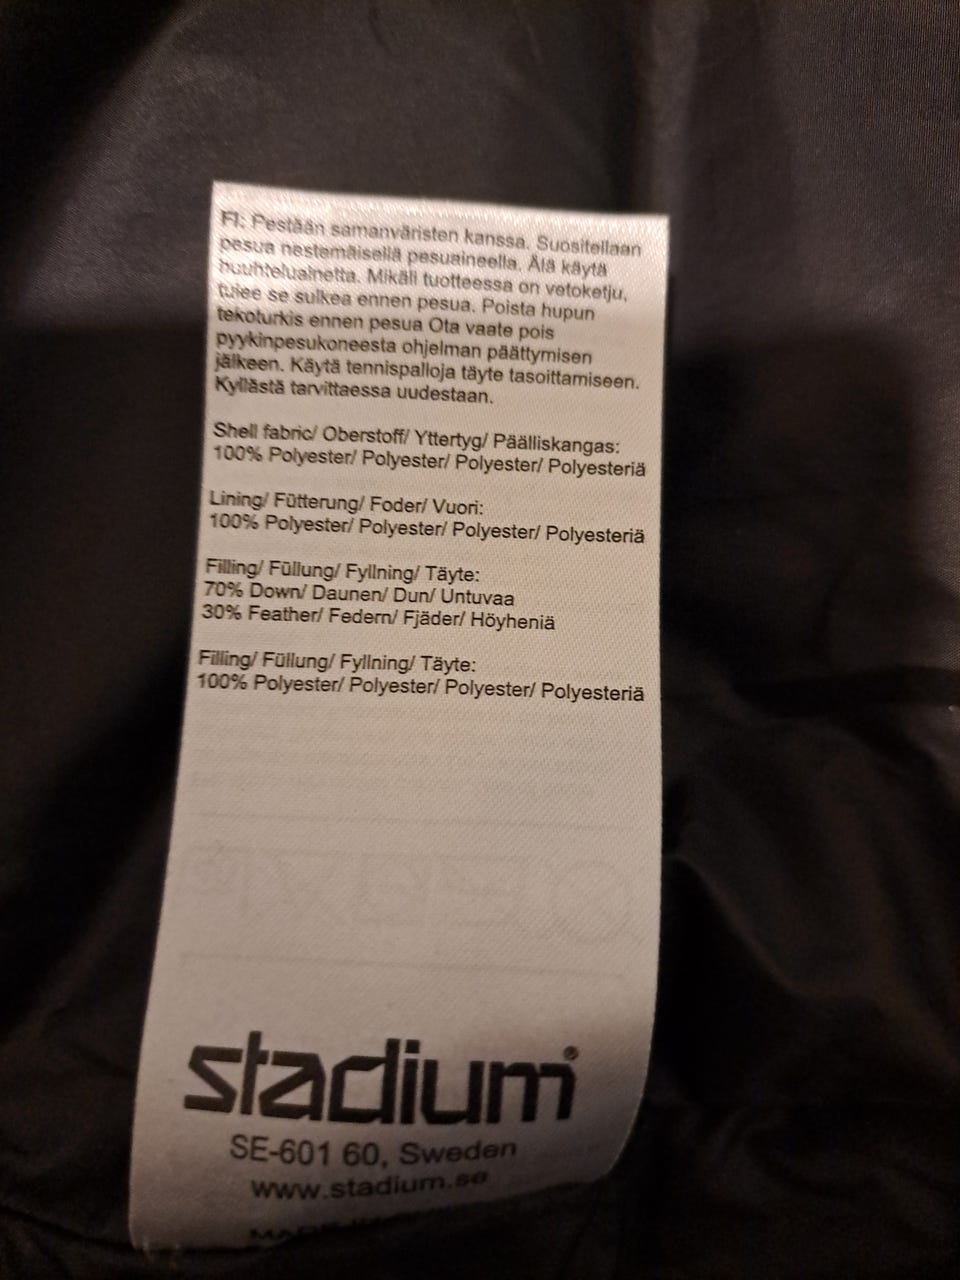 FI: Pestään samanväristen kanssa. Suositellaan
pesua nestemäisellä pesuaineella. Älä käytä
huuhteluainetta. Mikäli tuotteessa on vetoketju,
tulee se sulkea ennen pesua. Poista hupun
tekoturkis ennen pesua Ota vaate pois
pyykinpesukoneesta ohjelman päättymisen
jälkeen. Käytä tennispalloja täyte tasoittamiseen.
Kyllästä tarvittaessa uudestaan.
Shell fabric/ Oberstoff/ Yttertyg/ Päälliskangas:
100% Polyester/ Polyester/ Polyester/ Polyesteriä
Lining/ Fütterung/ Foder/ Vuori:
100% Polyester/ Polyester/ Polyester/ Polyesteriä
Filling/ Füllung/ Fyllning/ Täyte:
70% Down/ Daunen/ Dun/ Untuvaa
30% Feather/ Federn/ Fjäder/ Höyheniä
Filling/ Füllung/ Fyllning/ Täyte:
100% Polyester/ Polyester/ Polyester/ Polyesteriä
stadium®
SE-601 60, Sweden
www.stadium.se